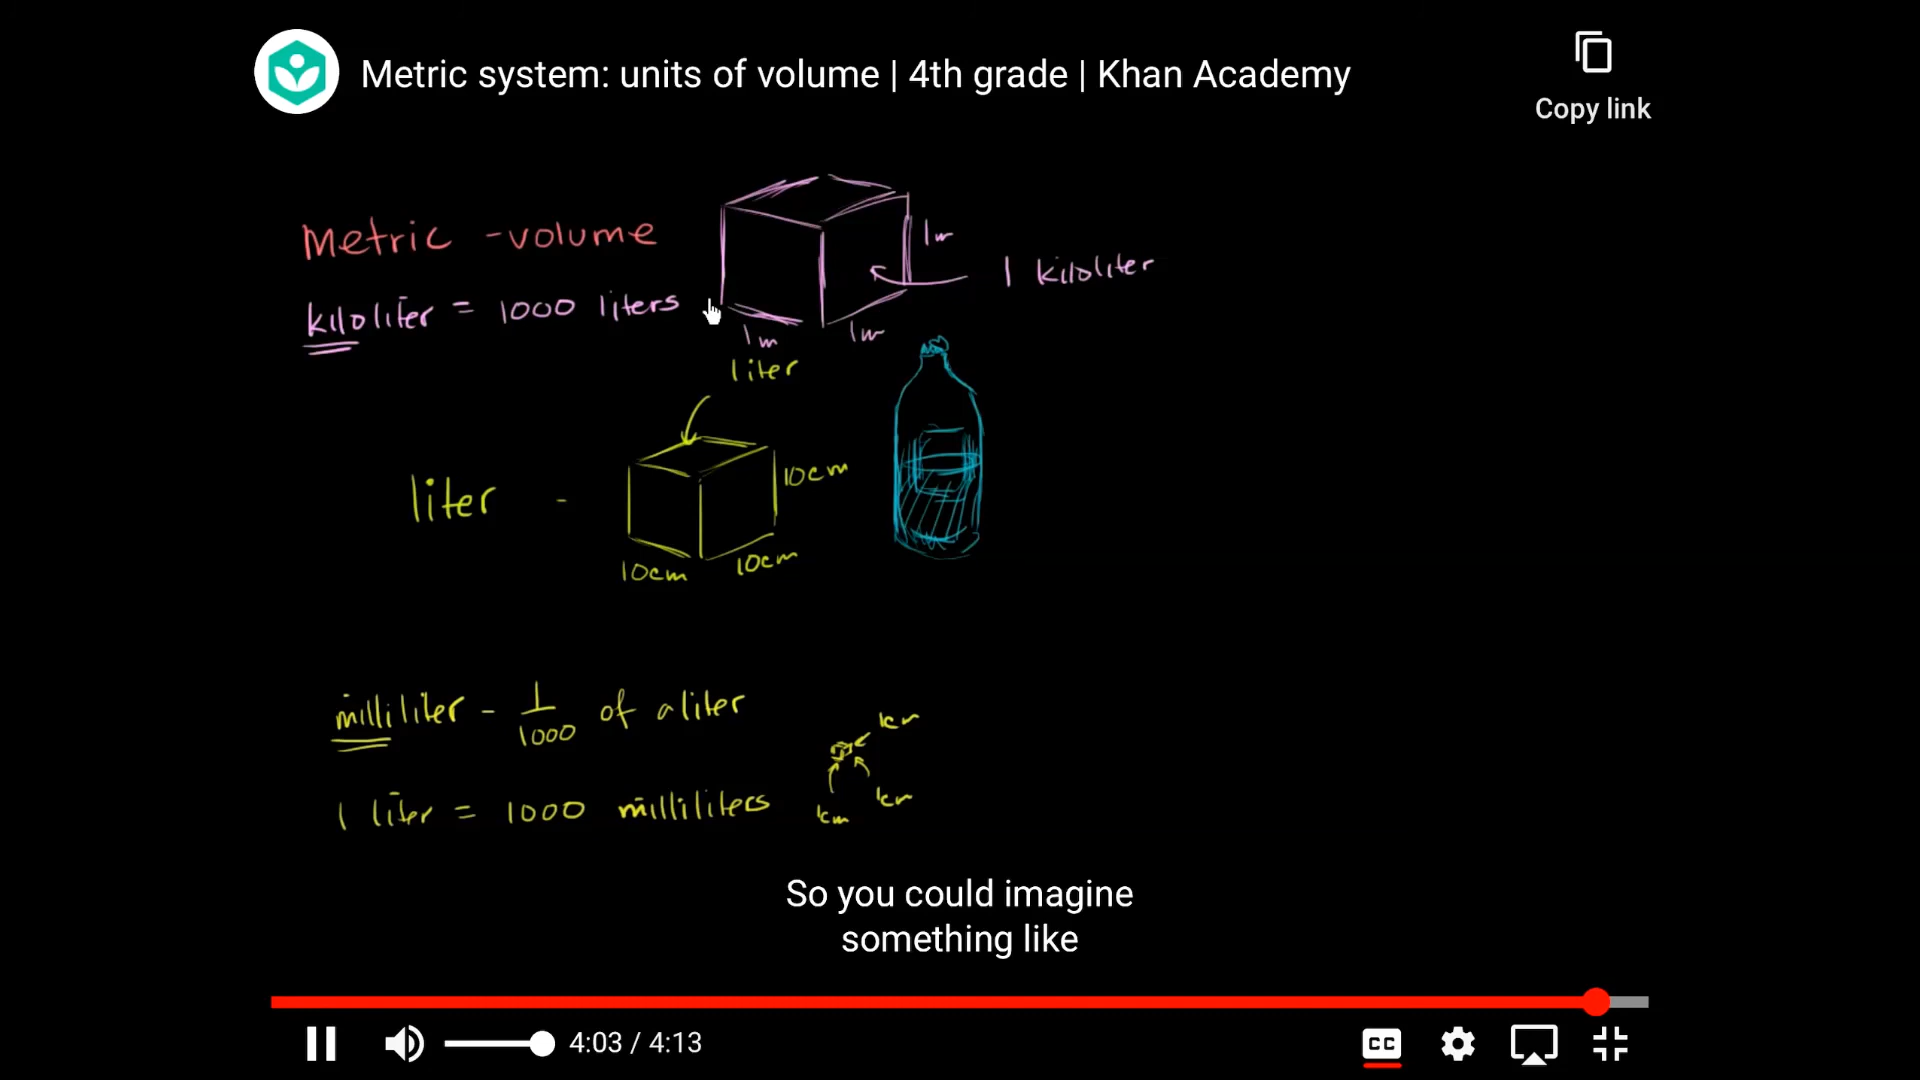 Metric system: units of volume | 4th grade | Khan Academy
Copy link
Metric - volume
1m
1 kiloliter
kiloliter = 1000 liters
1m
1m
liter
10cm
liter -
10cm
10cm
milliliter - 1/1000 of a liter
1cm
1 liter = 1000 milliliters
1cm
1cm
So you could imagine
something like
4:03 / 4:13
CC